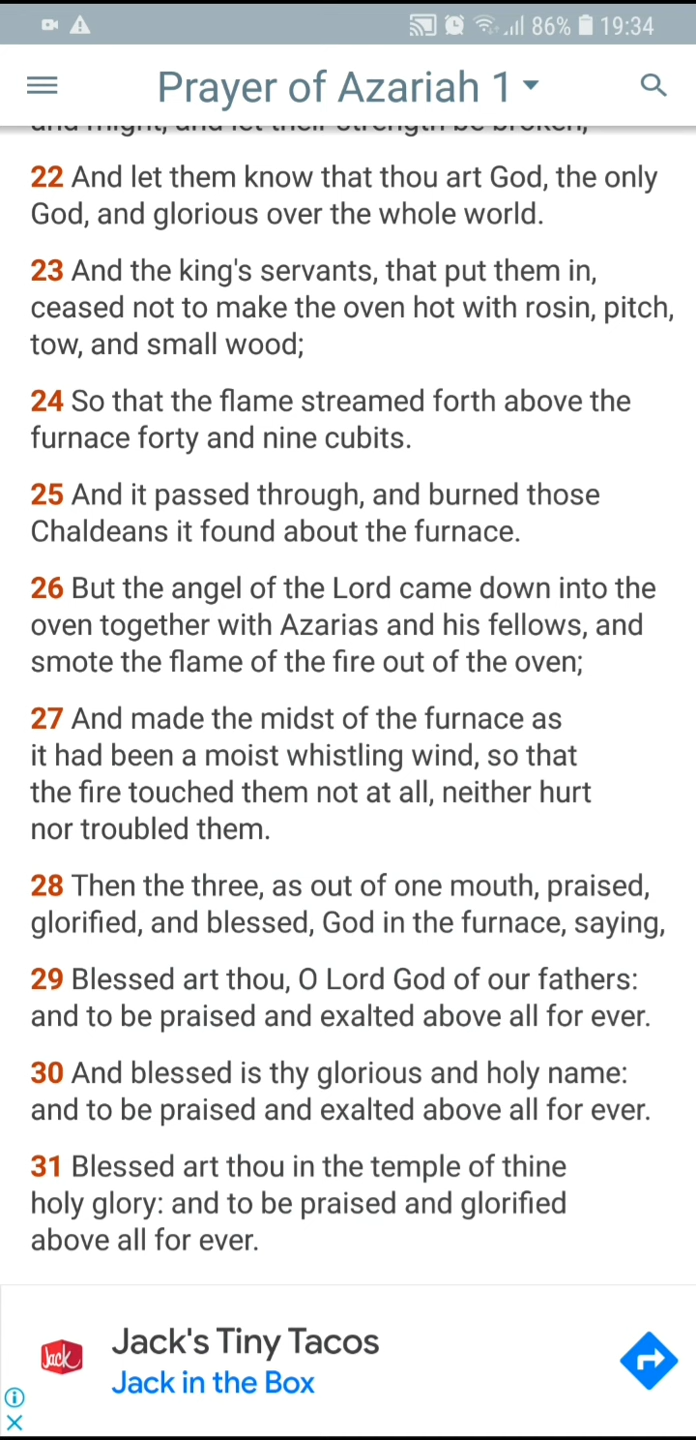 86% 19:34
Prayer of Azariah 1
and might, and let their strength be broken;
22 And let them know that thou art God, the only
God, and glorious over the whole world.
23 And the king's servants, that put them in,
ceased not to make the oven hot with rosin, pitch,
tow, and small wood;
24 So that the flame streamed forth above the
furnace forty and nine cubits.
25 And it passed through, and burned those
Chaldeans it found about the furnace.
26 But the angel of the Lord came down into the
oven together with Azarias and his fellows, and
smote the flame of the fire out of the oven;
27 And made the midst of the furnace as
it had been a moist whistling wind, so that
the fire touched them not at all, neither hurt
nor troubled them.
28 Then the three, as out of one mouth, praised,
glorified, and blessed, God in the furnace, saying,
29 Blessed art thou, O Lord God of our fathers:
and to be praised and exalted above all for ever.
30 And blessed is thy glorious and holy name:
and to be praised and exalted above all for ever.
31 Blessed art thou in the temple of thine
holy glory: and to be praised and glorified
above all for ever.
Jack's Tiny Tacos
Jack
Jack in the Box